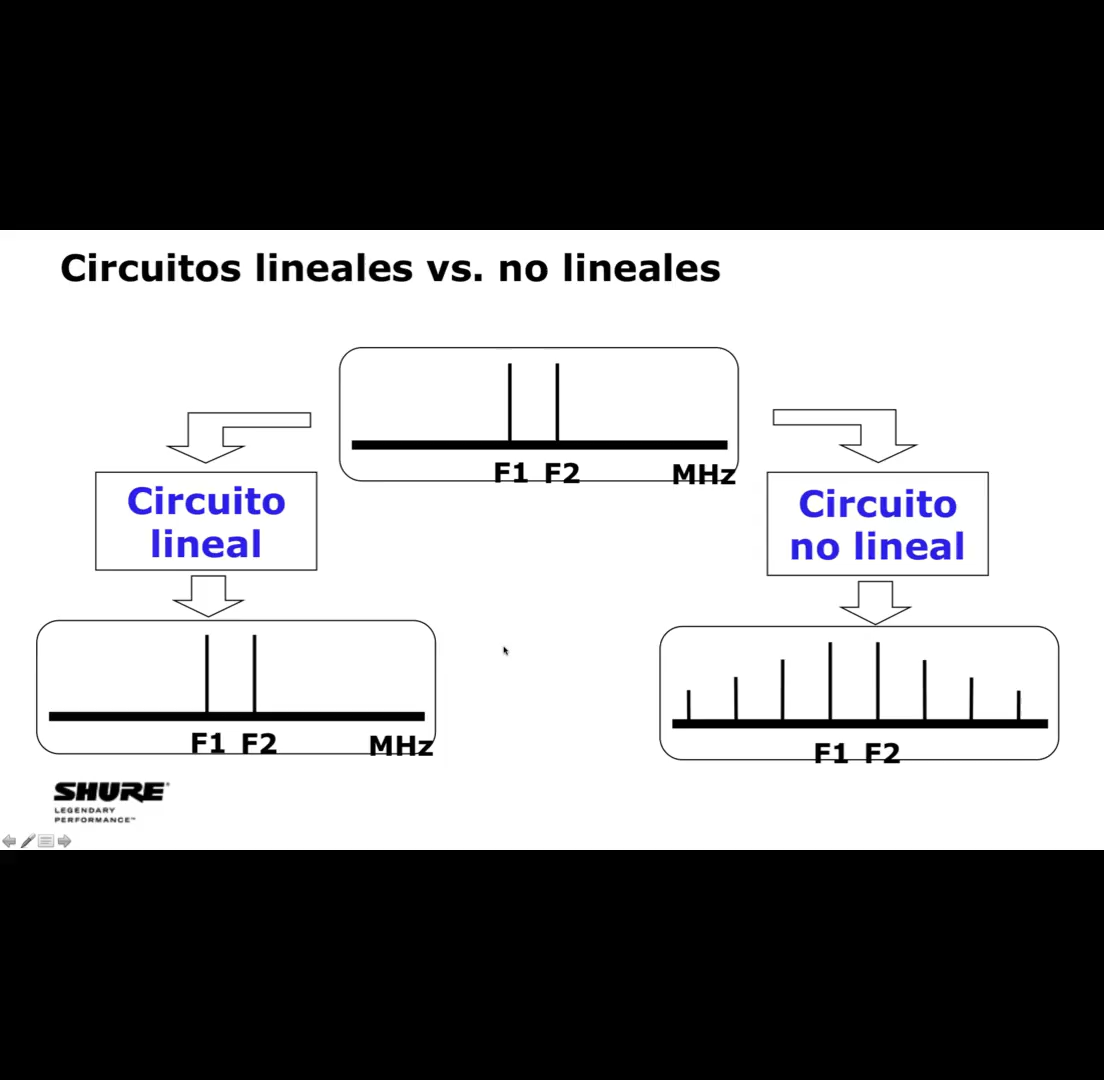 Circuitos lineales vs. no lineales
F1 F2 MHz
Circuito
lineal
Circuito
no lineal
F1 F2 MHz
F1 F2
SHURE®
LEGENDARY
PERFORMANCE™